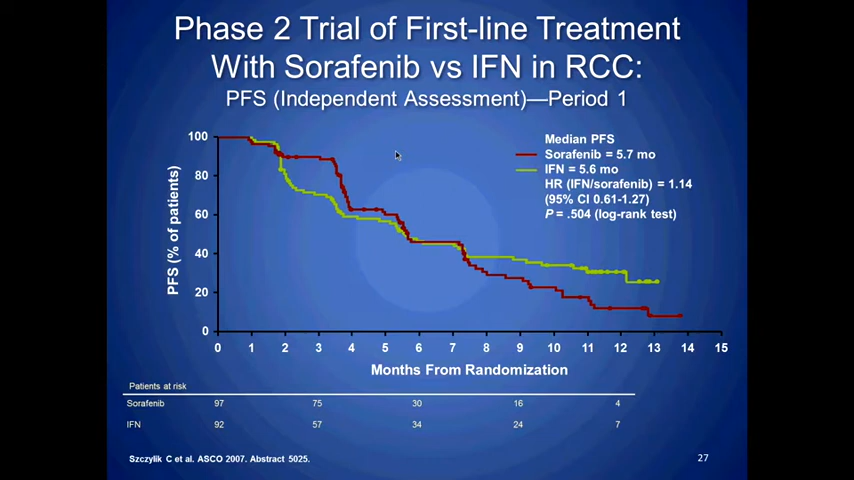 Phase 2 Trial of First-line Treatment
With Sorafenib vs IFN in RCC:
PFS (Independent Assessment)—Period 1
Median PFS
Sorafenib = 5.7 mo
IFN = 5.6 mo
HR (IFN/sorafenib) = 1.14
(95% CI 0.61-1.27)
P = .504 (log-rank test)
PFS (% of patients)
100
80
60
40
20
0
0 1 2 3 4 5 6 7 8 9 10 11 12 13 14 15
Months From Randomization
Patients at risk
Sorafenib 97 75 30 16 4
IFN 92 57 34 24 7
Szczylik C et al. ASCO 2007. Abstract 5025.
27